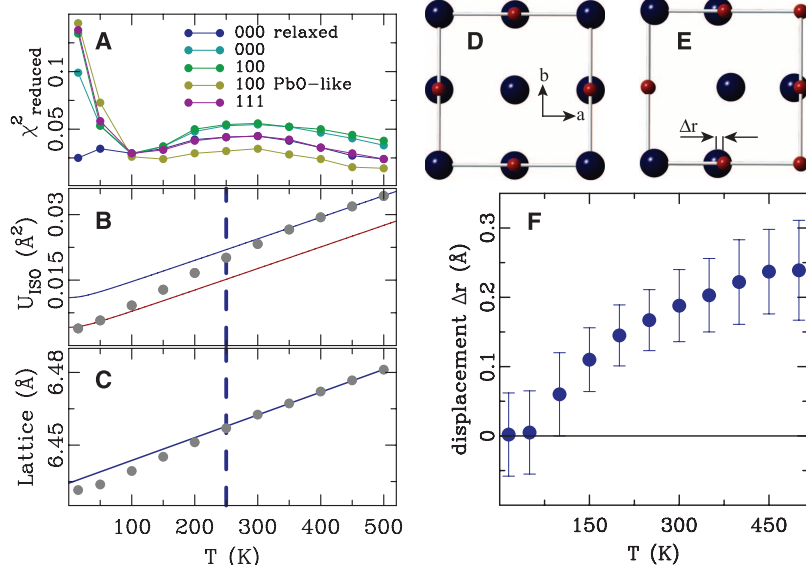 A
000 relaxed
000
100
100 PbO-like
111
χ²reduced
0.1
0.05
B
U_ISO (Å²)
0.03
0.015
C
Lattice (Å)
6.48
6.45
100 200 300 400 500
T (K)
D
b
a
E
Δr
F
displacement Δr (Å)
0.3
0.2
0.1
0
150 300 450
T (K)